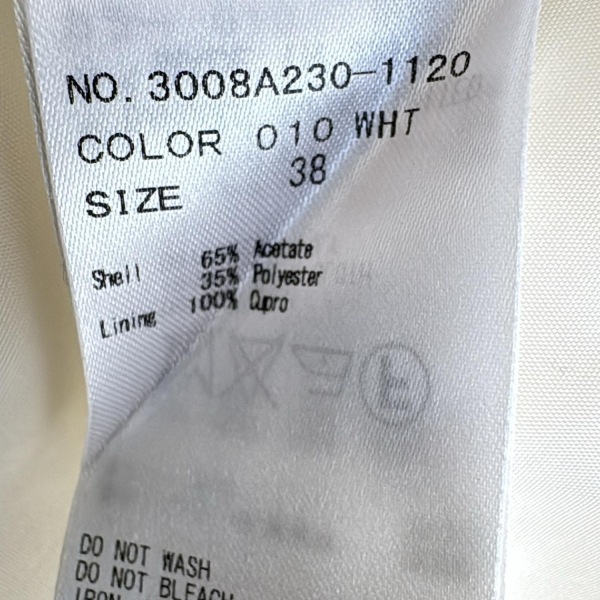 NO. 3008A230-1120
COLOR 010 WHT
SIZE 38
Shell 65% Acetate
35% Polyester
Lining 100% Cupro
DO NOT WASH
DO NOT BLEACH
IRON